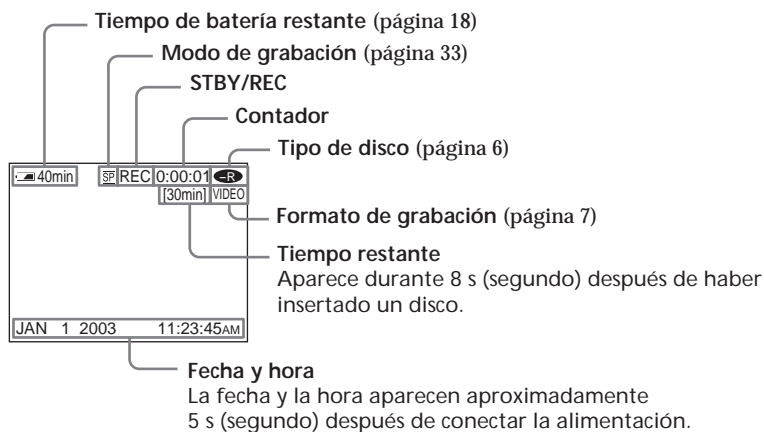 Tiempo de batería restante (página 18)
Modo de grabación (página 33)
STBY/REC
Contador
Tipo de disco (página 6)
40min SP REC 0:00:01 -R
[30min] VIDEO
Formato de grabación (página 7)
Tiempo restante
Aparece durante 8 s (segundo) después de haber
insertado un disco.
JAN 1 2003 11:23:45AM
Fecha y hora
La fecha y la hora aparecen aproximadamente
5 s (segundo) después de conectar la alimentación.